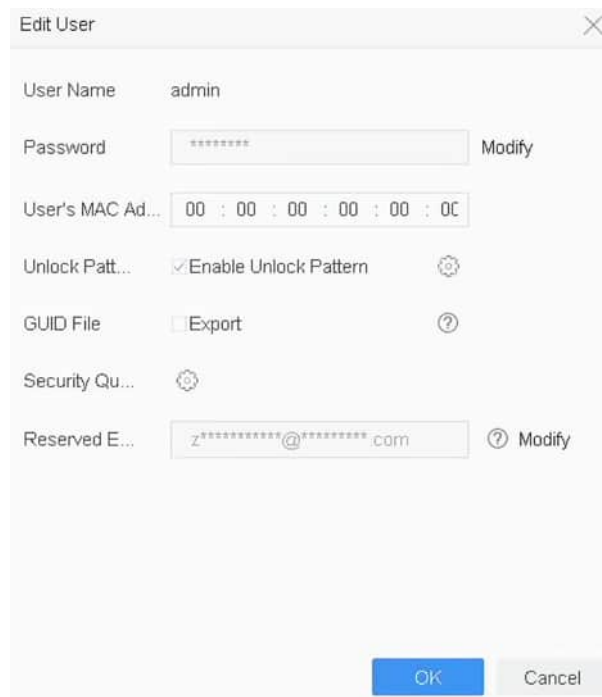 Edit User
User Name admin
Password ******** Modify
User's MAC Ad... 00 : 00 : 00 : 00 : 00 : 00
Unlock Patt... Enable Unlock Pattern
GUID File Export ?
Security Qu...
Reserved E... z***********@*********.com ? Modify
OK Cancel